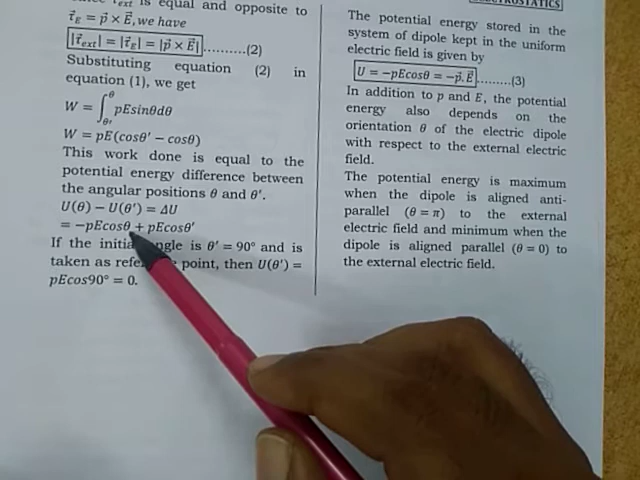 is equal and opposite to
τ⃗_E = p⃗ × E⃗, we have
|τ⃗_ext| = |τ⃗_E| = |p⃗ × E⃗| ..........(2)
Substituting equation (2) in
equation (1), we get
W = ∫_θ'^θ pEsinθdθ
W = pE(cosθ' − cosθ)
This work done is equal to the
potential energy difference between
the angular positions θ and θ'.
U(θ) − U(θ') = ΔU
= −pEcosθ + pEcosθ'
If the initial angle is θ' = 90° and is
taken as point, then U(θ') =
pEcos90° = 0.
The potential energy stored in the
system of dipole kept in the uniform
electric field is given by
U = −pEcosθ = −p⃗.E⃗ .........(3)
In addition to p and E, the potential
energy also depends on the
orientation θ of the electric dipole
with respect to the external electric
field.
The potential energy is maximum
when the dipole is aligned anti-
parallel (θ = π) to the external
electric field and minimum when the
dipole is aligned parallel (θ = 0) to
the external electric field.